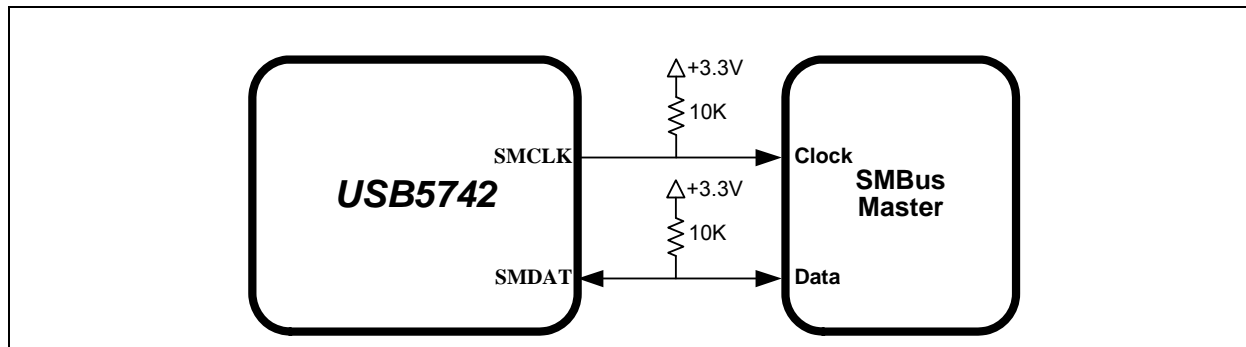 +3.3V
10K
SMCLK
Clock
USB5742
SMBus
Master
+3.3V
10K
SMDAT
Data